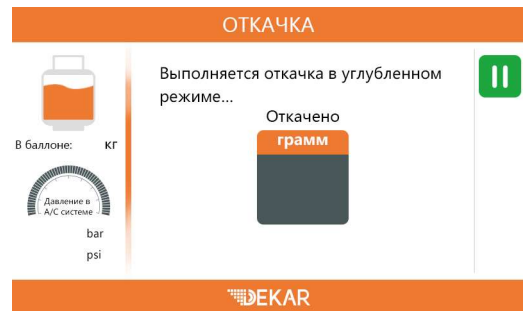 ОТКАЧКА
Выполняется откачка в углубленном
режиме...
Откачено
грамм
В баллоне: кг
Давление в
А/С системе
bar
psi
DEKAR